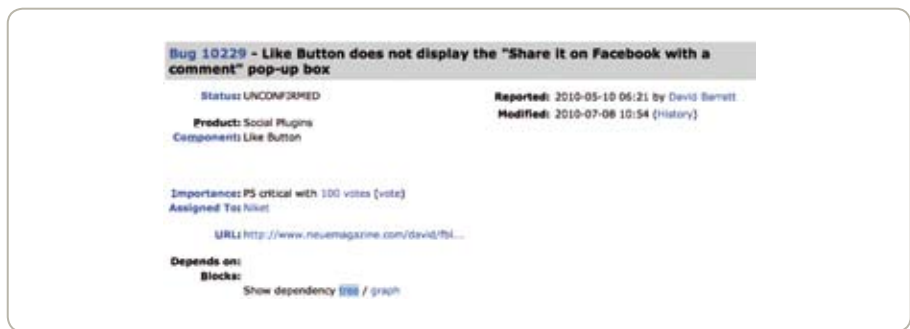 Bug 10229 - Like Button does not display the "Share it on Facebook with a
comment" pop-up box
Status: UNCONFIRMED
Product: Social Plugins
Component: Like Button
Reported: 2010-05-10 06:21 by David Barrett
Modified: 2010-07-08 10:54 (History)
Importance: P5 critical with 100 votes (vote)
Assigned To: Niket
URL: http://www.neuemagazine.com/david/fbl...
Depends on:
Blocks:
Show dependency tree / graph